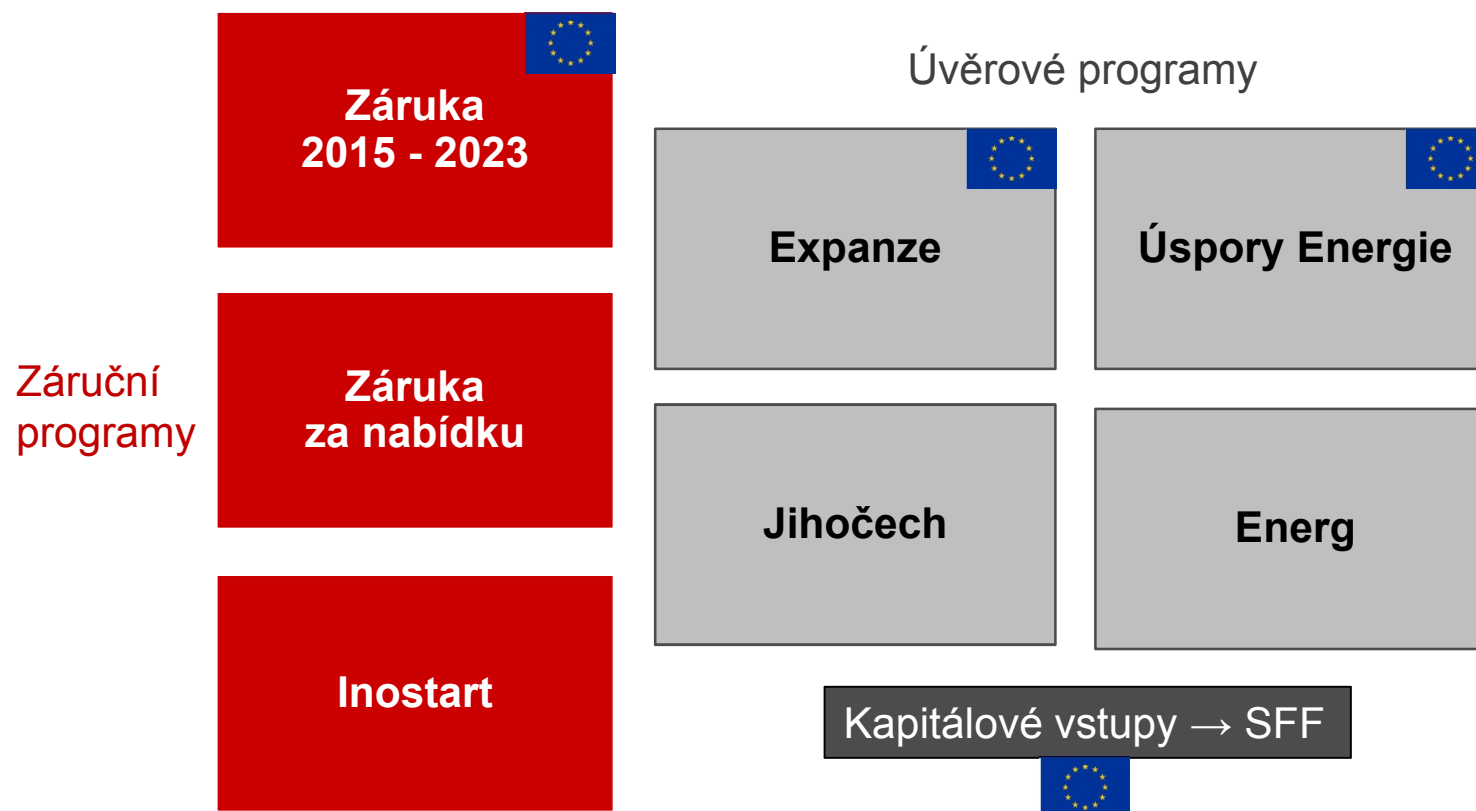 Záruční
programy
Záruka
2015 - 2023
Záruka
za nabídku
Inostart
Úvěrové programy
Expanze
Úspory Energie
Jihočech
Energ
Kapitálové vstupy → SFF